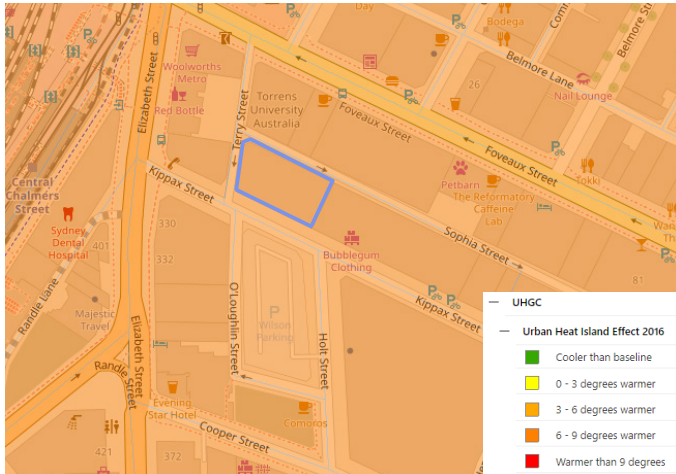 Day
Bodega
Com
Belmore Street
Woolworths
Metro
Red Bottle
Elizabeth Street
Terry Street
Torrens
University
Australia
Foveaux Street
26
Belmore Lane
Nail Lounge
Central
Chalmers
Street
Kippax Street
Foveaux Street
Petbarn
The Reformatory
Caffeine
Lab
Tokki
Sydney
Dental
Hospital
401
330
332
Bubblegum
Clothing
Sophia Street
81
Randle Lane
Majestic
Travel
Elizabeth Street
O'Loughlin Street
P
Wilson
Parking
Holt Street
Kippax Street
Randle
Street
Evening
Star Hotel
Comoros
Cooper Street
421
372
UHGC
Urban Heat Island Effect 2016
Cooler than baseline
0 - 3 degrees warmer
3 - 6 degrees warmer
6 - 9 degrees warmer
Warmer than 9 degrees